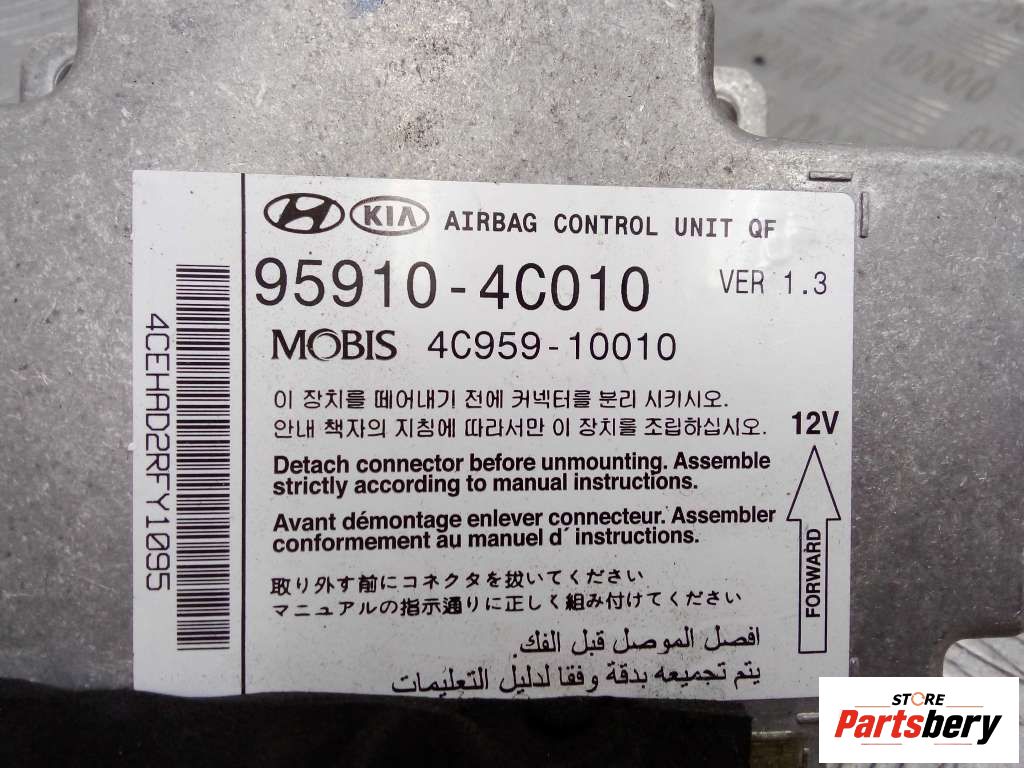 KIA AIRBAG CONTROL UNIT QF
95910-4C010 VER 1.3
MOBIS 4C959-10010
이 장치를 떼어내기 전에 커넥터를 분리 시키시오.
안내 책자의 지침에 따라서만 이 장치를 조립하십시오.
12V
Detach connector before unmounting. Assemble
strictly according to manual instructions.
Avant démontage enlever connecteur. Assembler
conformement au manuel d´ instructions.
取り外す前にコネクタを抜いてください
マニュアルの指示通りに正しく組み付けてください
افصل الموصل قبل الفك.
يتم تجميعه بدقة وفقا لدليل التعليمات
FORWARD
4CEHAD2RFY1095
STORE
Partsbery